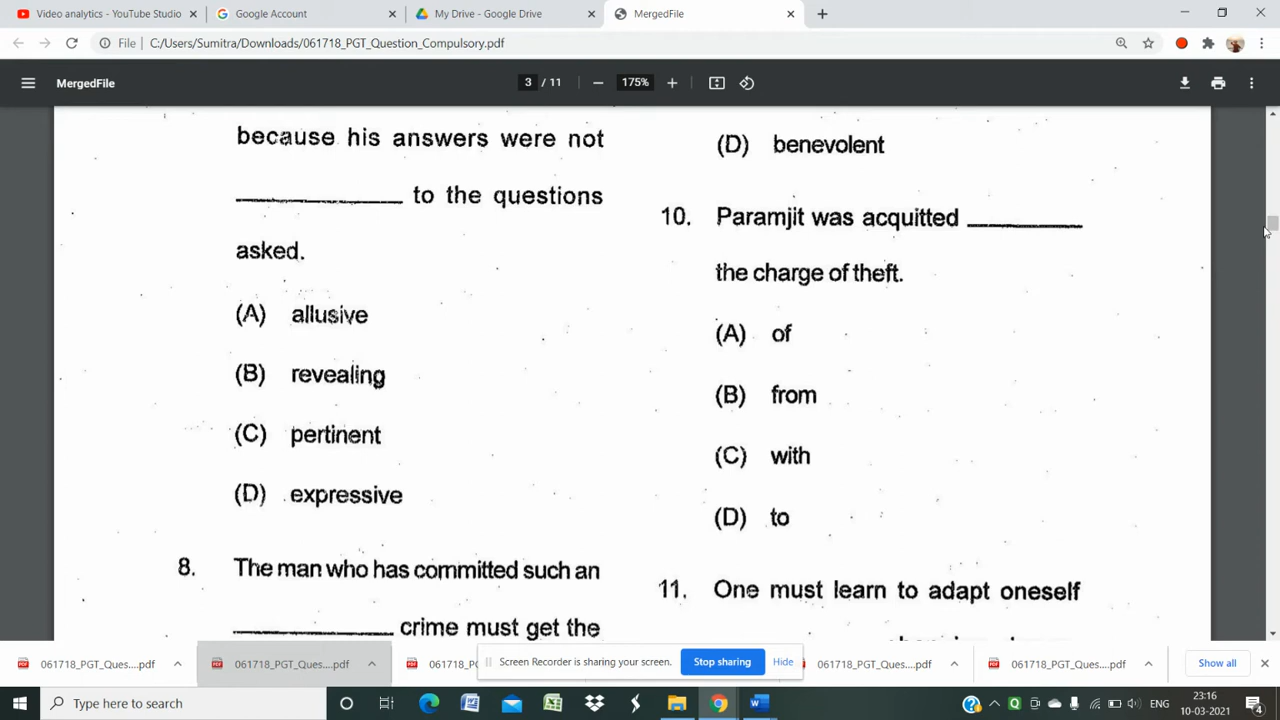 Video analytics - YouTube Studio
Google Account
My Drive - Google Drive
MergedFile
File
C:/Users/Sumitra/Downloads/061718_PGT_Question_Compulsory.pdf
MergedFile
3 / 11
175%
because his answers were not
____________ to the questions
asked.
(A) allusive
(B) revealing
(C) pertinent
(D) expressive
8. The man who has committed such an
____________ crime must get the
(D) benevolent
10. Paramjit was acquitted ________
the charge of theft.
(A) of
(B) from
(C) with
(D) to
11. One must learn to adapt oneself
061718_PGT_Ques....pdf
061718_PGT_Ques....pdf
Screen Recorder is sharing your screen.
Stop sharing
Hide
061718_PGT_Ques....pdf
061718_PGT_Ques....pdf
Show all
Type here to search
ENG
23:16
10-03-2021
4